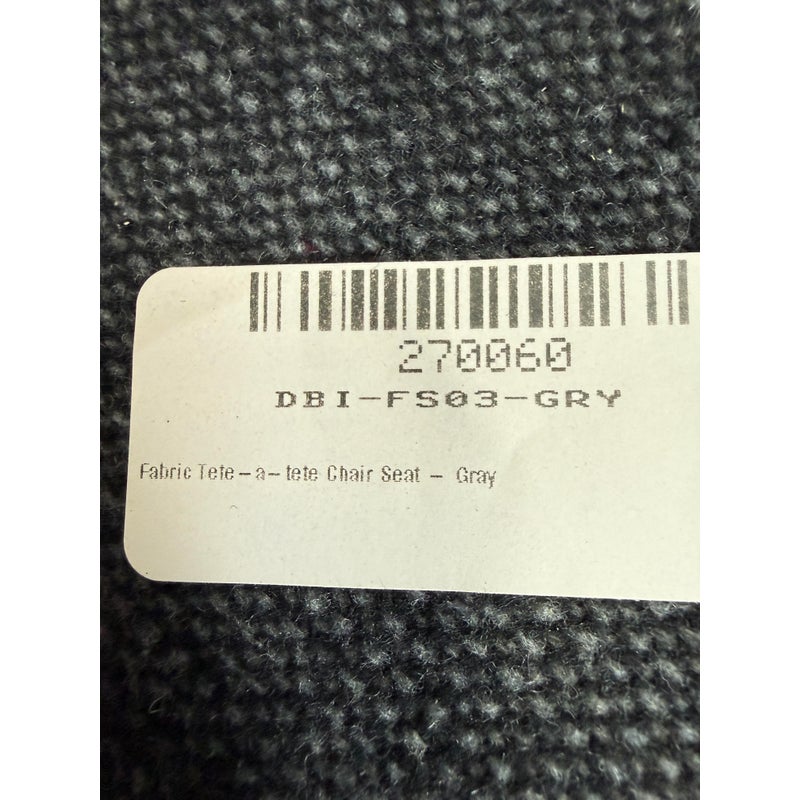 270060
DBI-FS03-GRY
Fabric Tete-a-tete Chair Seat - Gray